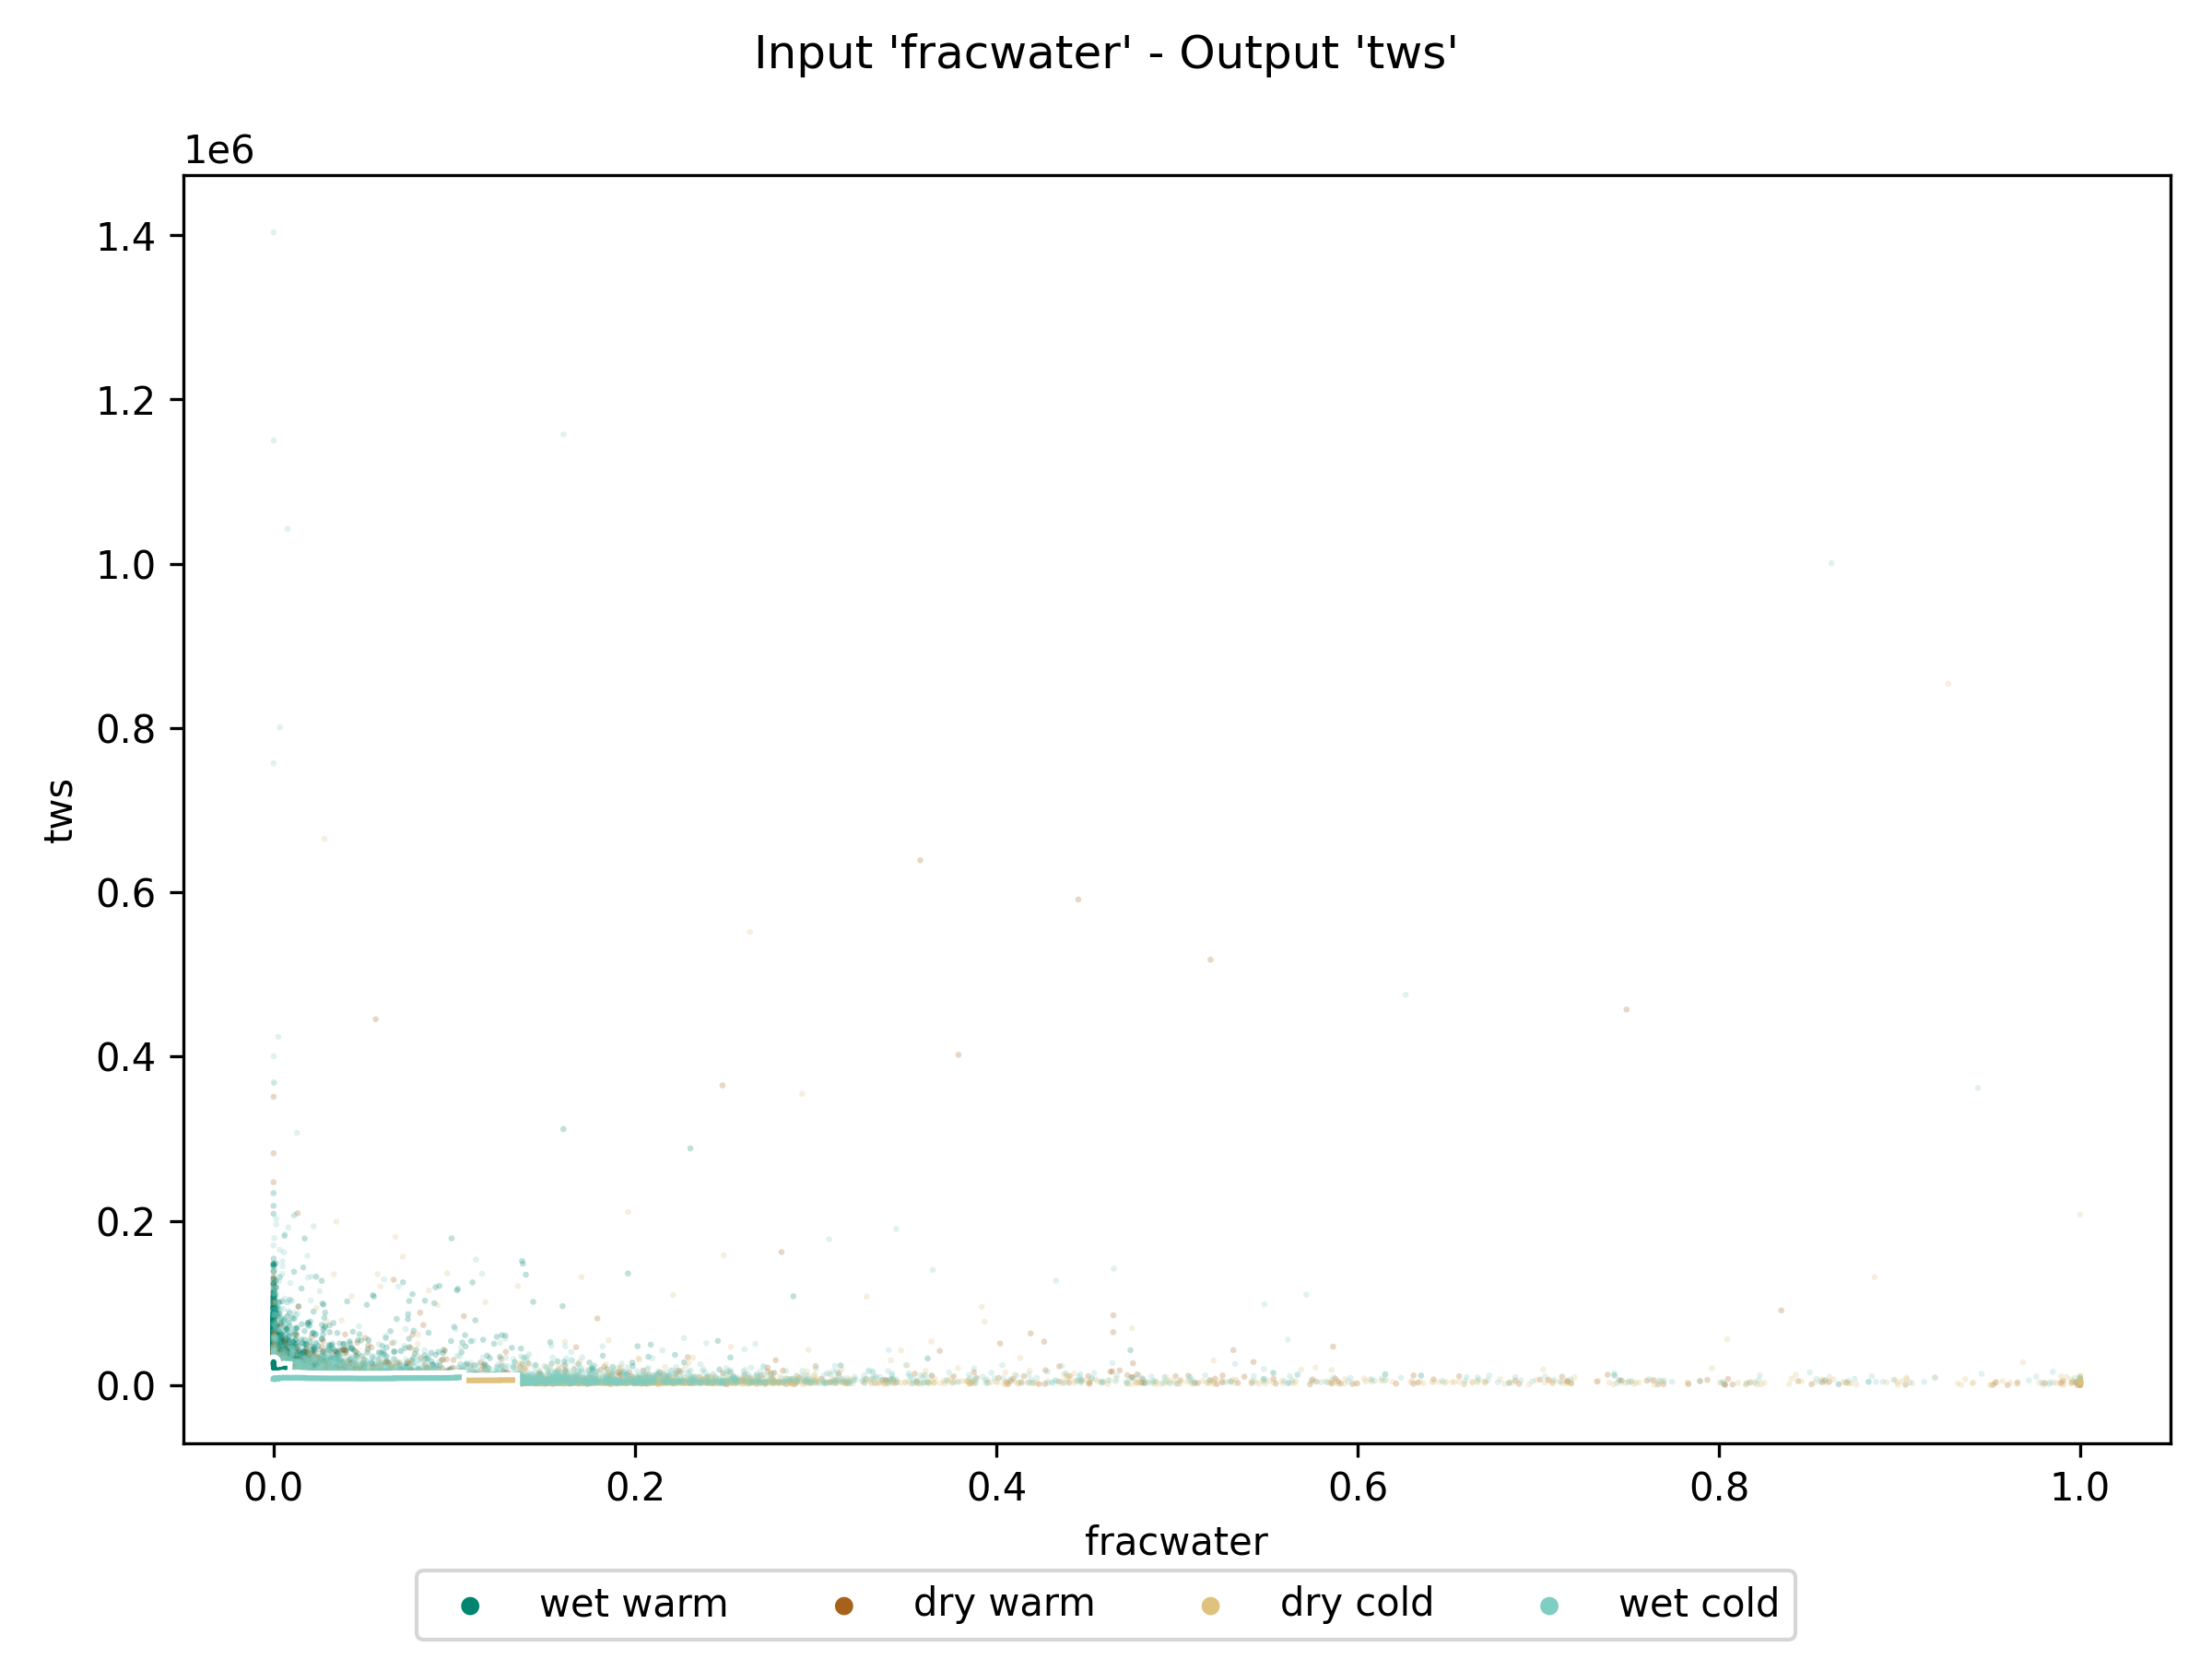 Input 'fracwater' - Output 'tws'
1e6
1.4
1.2
1.0
0.8
0.6
0.4
0.2
0.0
tws
0.0 0.2 0.4 0.6 0.8 1.0
fracwater
wet warm dry warm dry cold wet cold